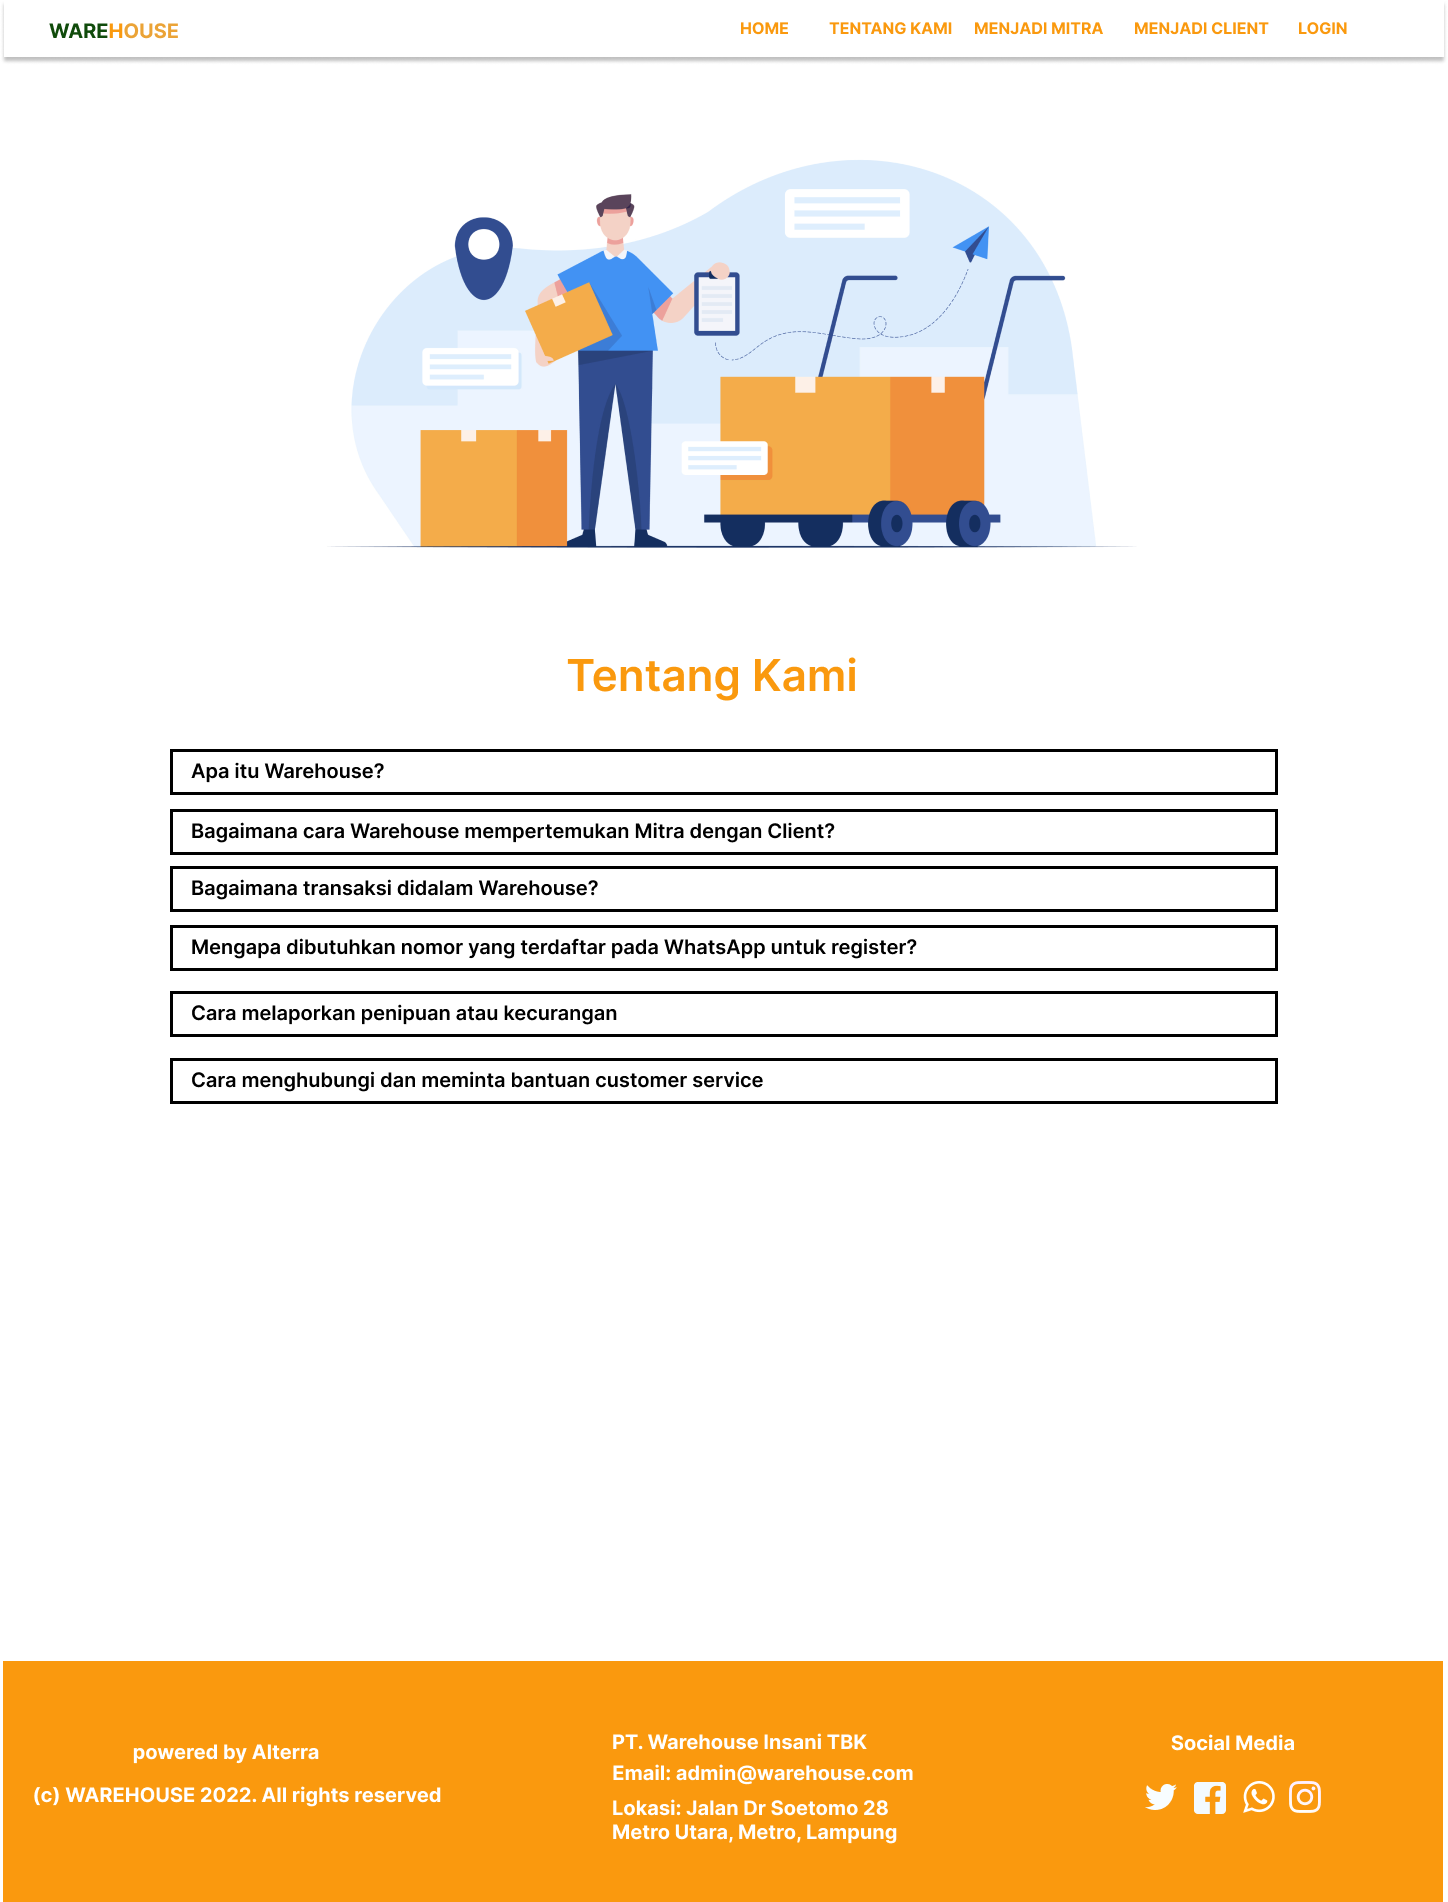 WAREHOUSE
HOME TENTANG KAMI MENJADI MITRA MENJADI CLIENT LOGIN
Tentang Kami
Apa itu Warehouse?
Bagaimana cara Warehouse mempertemukan Mitra dengan Client?
Bagaimana transaksi didalam Warehouse?
Mengapa dibutuhkan nomor yang terdaftar pada WhatsApp untuk register?
Cara melaporkan penipuan atau kecurangan
Cara menghubungi dan meminta bantuan customer service
powered by Alterra
(c) WAREHOUSE 2022. All rights reserved
PT. Warehouse Insani TBK
Email: admin@warehouse.com
Lokasi: Jalan Dr Soetomo 28
Metro Utara, Metro, Lampung
Social Media